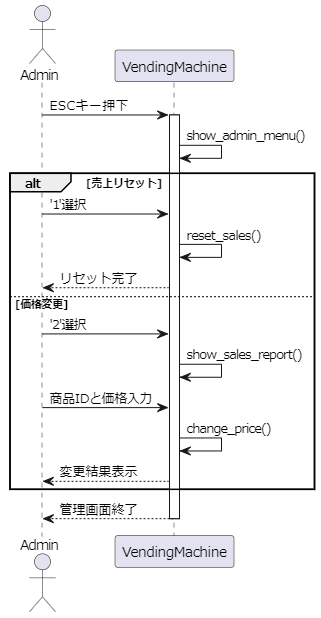 Admin
VendingMachine
ESCキー押下
show_admin_menu()
alt [売上リセット]
'1'選択
reset_sales()
リセット完了
[価格変更]
'2'選択
show_sales_report()
商品IDと価格入力
change_price()
変更結果表示
管理画面終了
Admin
VendingMachine